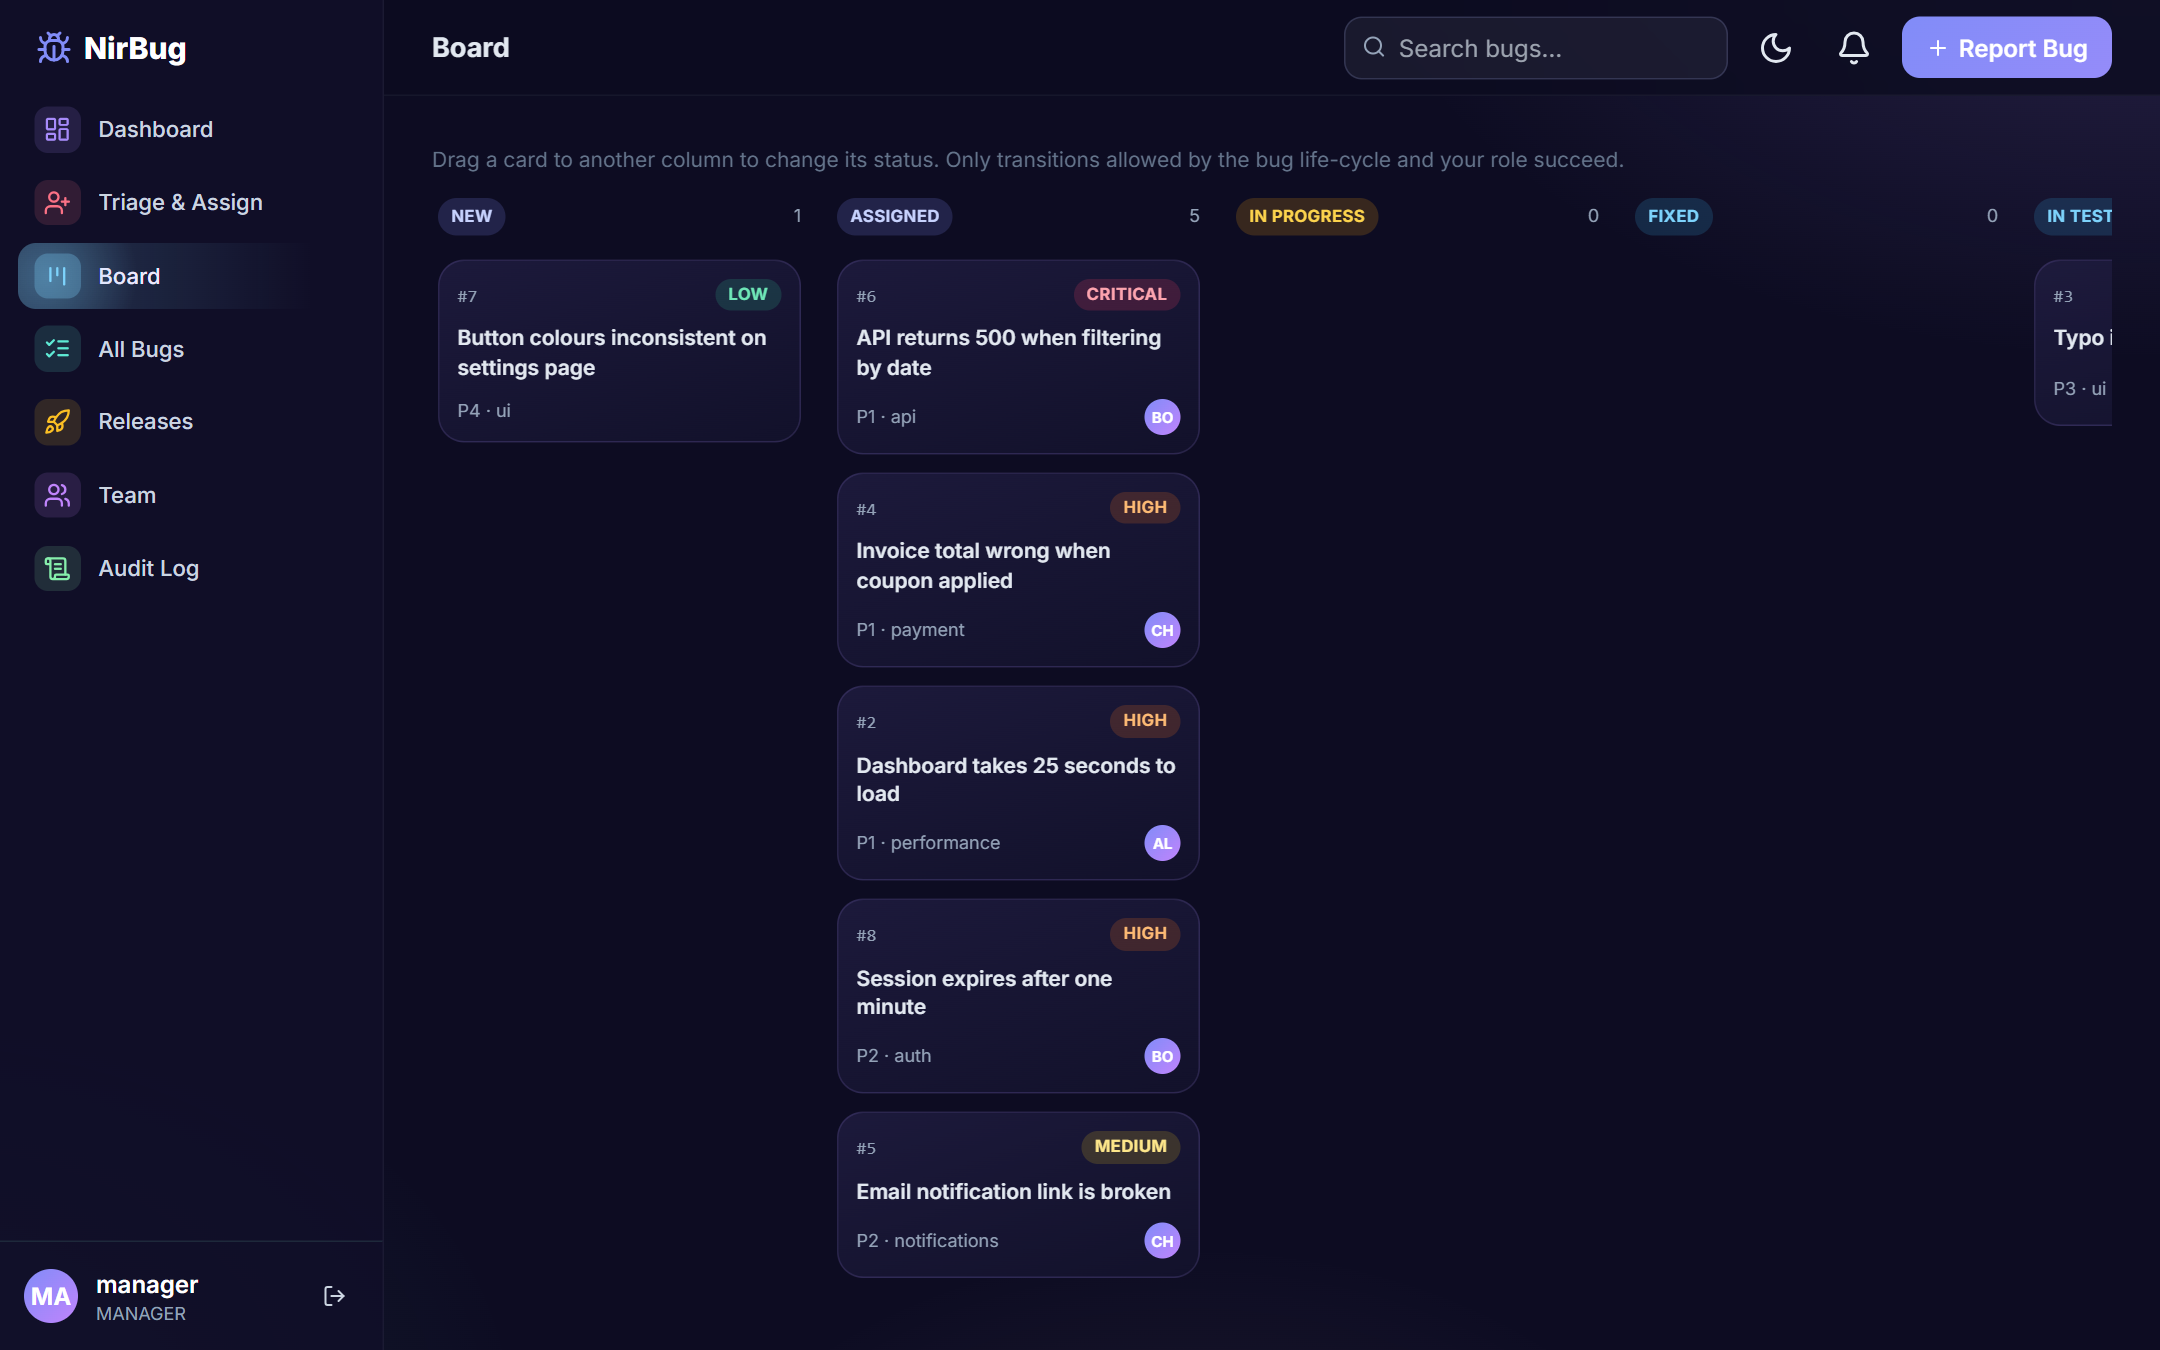 NirBug
Dashboard
Triage & Assign
Board
All Bugs
Releases
Team
Audit Log
MA
manager
MANAGER
Board
Search bugs...
+ Report Bug
Drag a card to another column to change its status. Only transitions allowed by the bug life-cycle and your role succeed.
NEW 1
#7 LOW
Button colours inconsistent on
settings page
P4 · ui
ASSIGNED 5
#6 CRITICAL
API returns 500 when filtering
by date
P1 · api BO
#4 HIGH
Invoice total wrong when
coupon applied
P1 · payment CH
#2 HIGH
Dashboard takes 25 seconds to
load
P1 · performance AL
#8 HIGH
Session expires after one
minute
P2 · auth BO
#5 MEDIUM
Email notification link is broken
P2 · notifications CH
IN PROGRESS 0
FIXED 0
IN TEST
#3
Typo i
P3 · ui